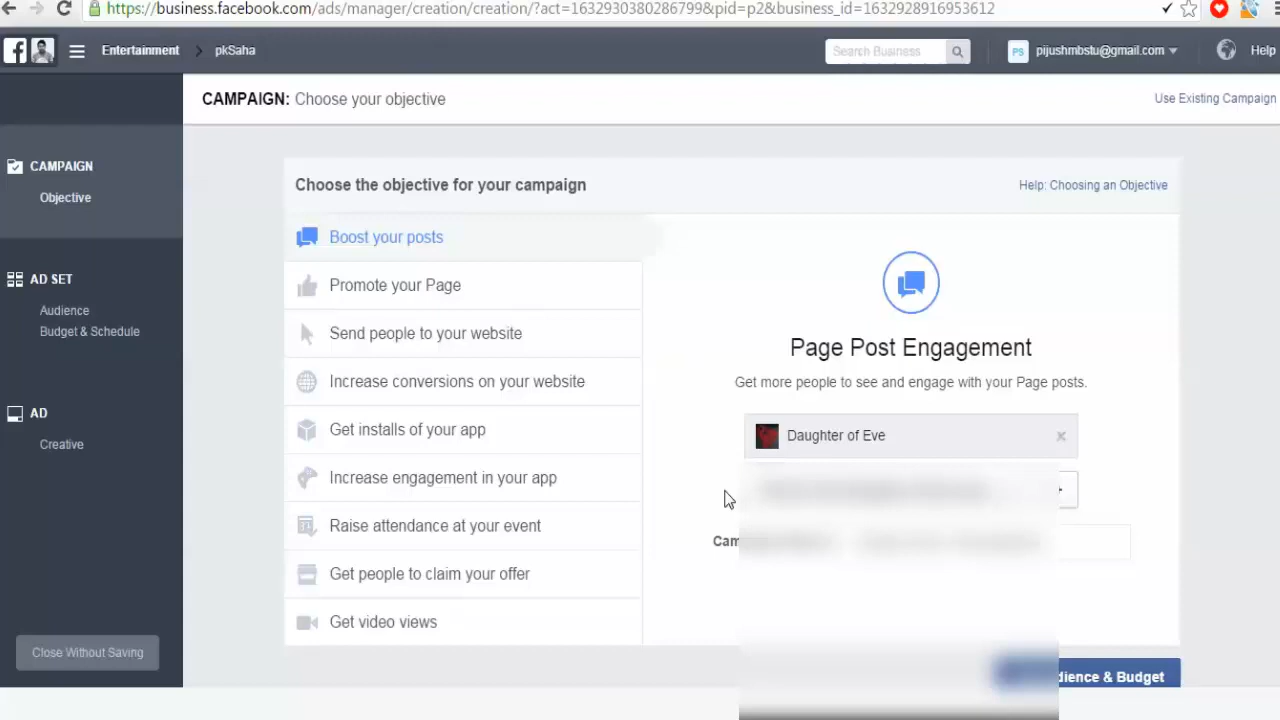 https://business.facebook.com/ads/manager/creation/creation/?act=1632930380286799&pid=p2&business_id=1632928916953612
Entertainment > pkSaha
Search Business
PS pijushmbstu@gmail.com
Help
CAMPAIGN: Choose your objective
Use Existing Campaign
CAMPAIGN
Objective
AD SET
Audience
Budget & Schedule
AD
Creative
Close Without Saving
Choose the objective for your campaign
Help: Choosing an Objective
Boost your posts
Promote your Page
Send people to your website
Increase conversions on your website
Get installs of your app
Increase engagement in your app
Raise attendance at your event
Get people to claim your offer
Get video views
Page Post Engagement
Get more people to see and engage with your Page posts.
Daughter of Eve
& Budget